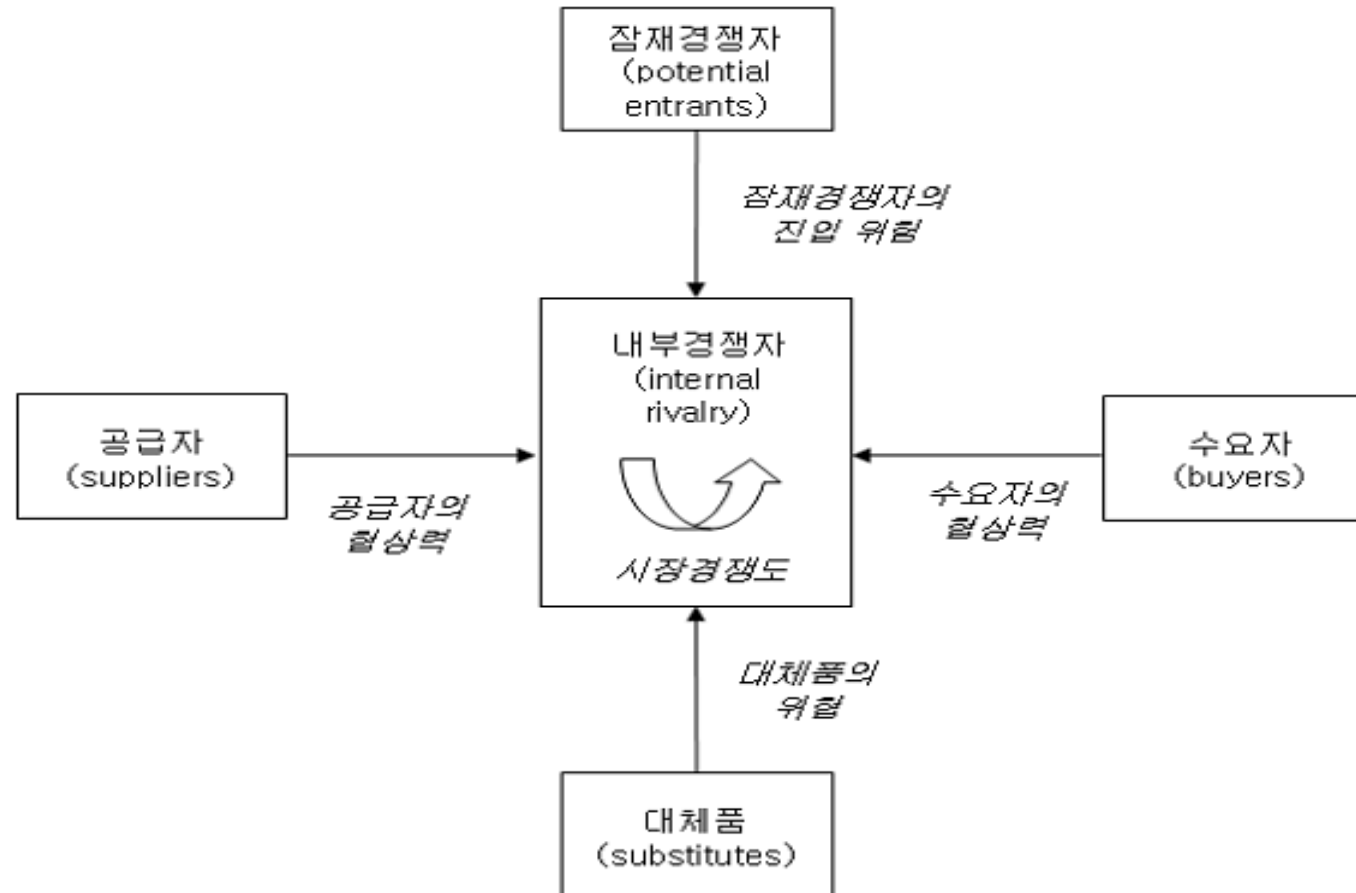 잠재경쟁자
(potential
entrants)
잠재경쟁자의
진입 위험
내부경쟁자
(internal
rivalry)
시장경쟁도
공급자
(suppliers)
공급자의
협상력
수요자
(buyers)
수요자의
협상력
대체품의
위협
대체품
(substitutes)